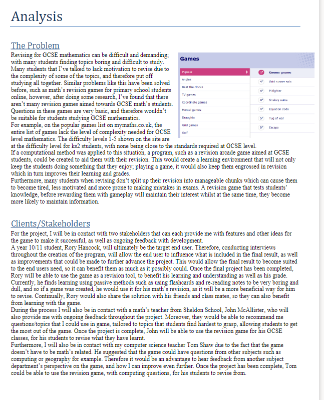 Analysis
The Problem
Revising for GCSE mathematics can be difficult and demanding,
with many students finding topics boring and difficult to study.
Many students that I've talked to lack motivation to revise due to
the complexity of some of the topics, and therefore put off
studying all together. Similar problems like this have been solved
before, such as math's revision games for primary school students
online, however, after doing some research, I've found that there
aren't many revision games aimed towards GCSE math's students.
Questions in these games are very basic, and therefore wouldn't
be suitable for students studying GCSE mathematics.
For example, on the popular games list on mymaths.co.uk, the
entire list of games lack the level of complexity needed for GCSE
level mathematics. The difficulty levels 1-5 shown in the site are
at the difficulty level for ks2 students, with none being close to the standards required at GCSE level.
If a computational method was applied to this situation, a program, such as a revision arcade game aimed at GCSE
students, could be created to aid them with their revision. This would create a learning environment that will not only
keep the students doing something that they enjoy, playing a game, it would also keep them engrossed in revision
which in turn improves their learning and grades.
Furthermore, many students when revising don't split up their revision into manageable chunks which can cause them
to become tired, less motivated and more prone to making mistakes in exams. A revision game that tests students'
knowledge, before rewarding them with gameplay will maintain their interest whilst at the same time, they become
more likely to maintain information.
Games
Clients/Stakeholders
For the project, I will be in contact with two stakeholders that can each provide me with features and other ideas for
the game to make it successful, as well as ongoing feedback with development.
A year 10/11 student, Rory Hancock, will ultimately be the target end user. Therefore, conducting interviews
throughout the creation of the program, will allow the end user to influence what is included in the final result, as well
as improvements that could be made to further advance the project. This would allow the final result to become suited
to the end users need, so it can benefit them as much as it possibly could. Once the final project has been completed,
Rory will be able to use the game as a revision tool, to benefit his learning and understanding as well as his grade.
Currently, he finds learning using passive methods such as using flashcards and re-reading notes to be very boring and
dull, and so if a game was created, he would use it for his math's revision, as it will be a more beneficial way for him
to revise. Continually, Rory would also share the solution with his friends and class mates, so they can also benefit
from learning with the game.
During the process I will also be in contact with a math's teacher from Sheldon School, John McAllister, who will
also provide me with ongoing feedback throughout the project. Moreover, they would be able to recommend me
questions topics that I could use in game, tailored to topics that students find hardest to grasp, allowing students to get
the most out of the game. Once the project is complete, John will be able to use the revision game for his GCSE
classes, for his students to revise what they have learnt.
Furthermore, I will also be in contact with my computer science teacher Tom Shaw due to the fact that the game
doesn't have to be math's related. He suggested that the game could have questions from other subjects such as
computing or geography for example. Therefore it would be an advantage to hear feedback from another subject
department's perspective on the game, and how I can improve even further. Once the project has been complete, Tom
could be able to use the revision game, with computing questions, for his students to revise from.